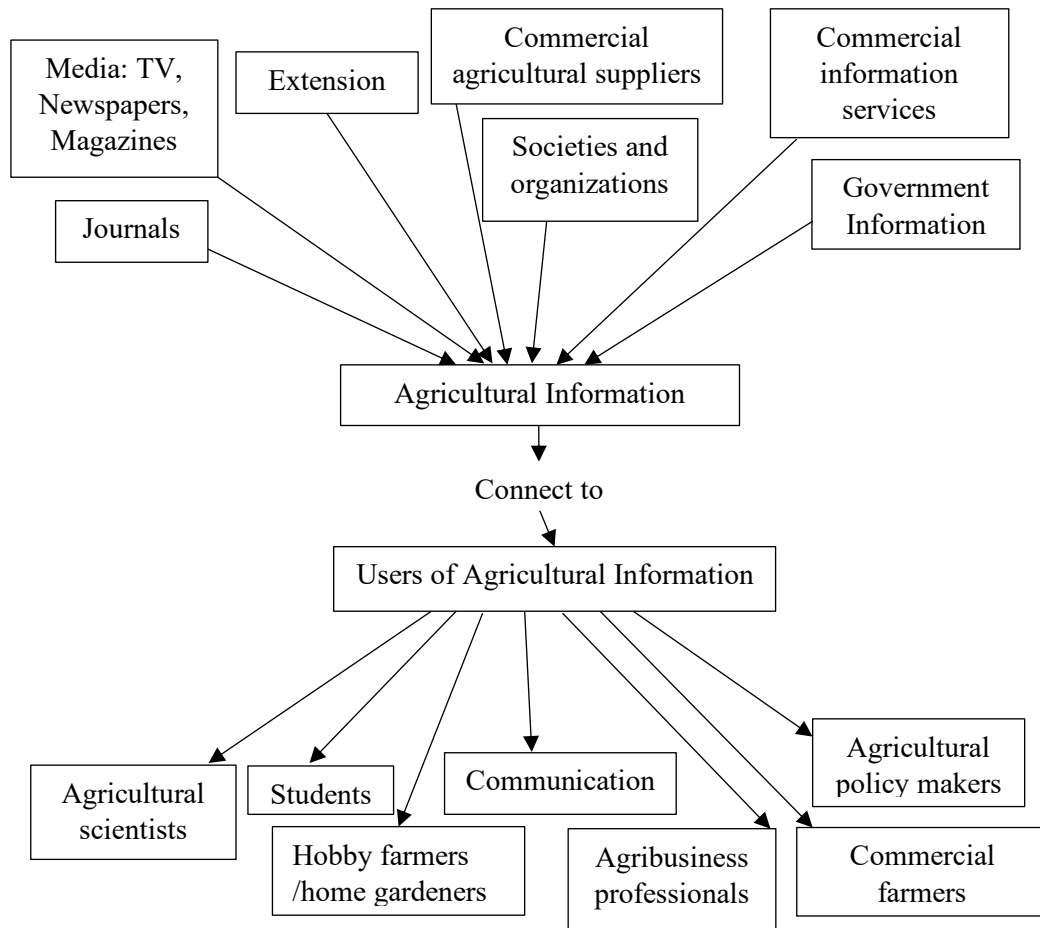 Media: TV,
Newspapers,
Magazines
Extension
Commercial
agricultural suppliers
Commercial
information
services
Societies and
organizations
Journals
Government
Information
Agricultural Information
Connect to
Users of Agricultural Information
Agricultural
scientists
Students
Communication
Agricultural
policy makers
Hobby farmers
/home gardeners
Agribusiness
professionals
Commercial
farmers